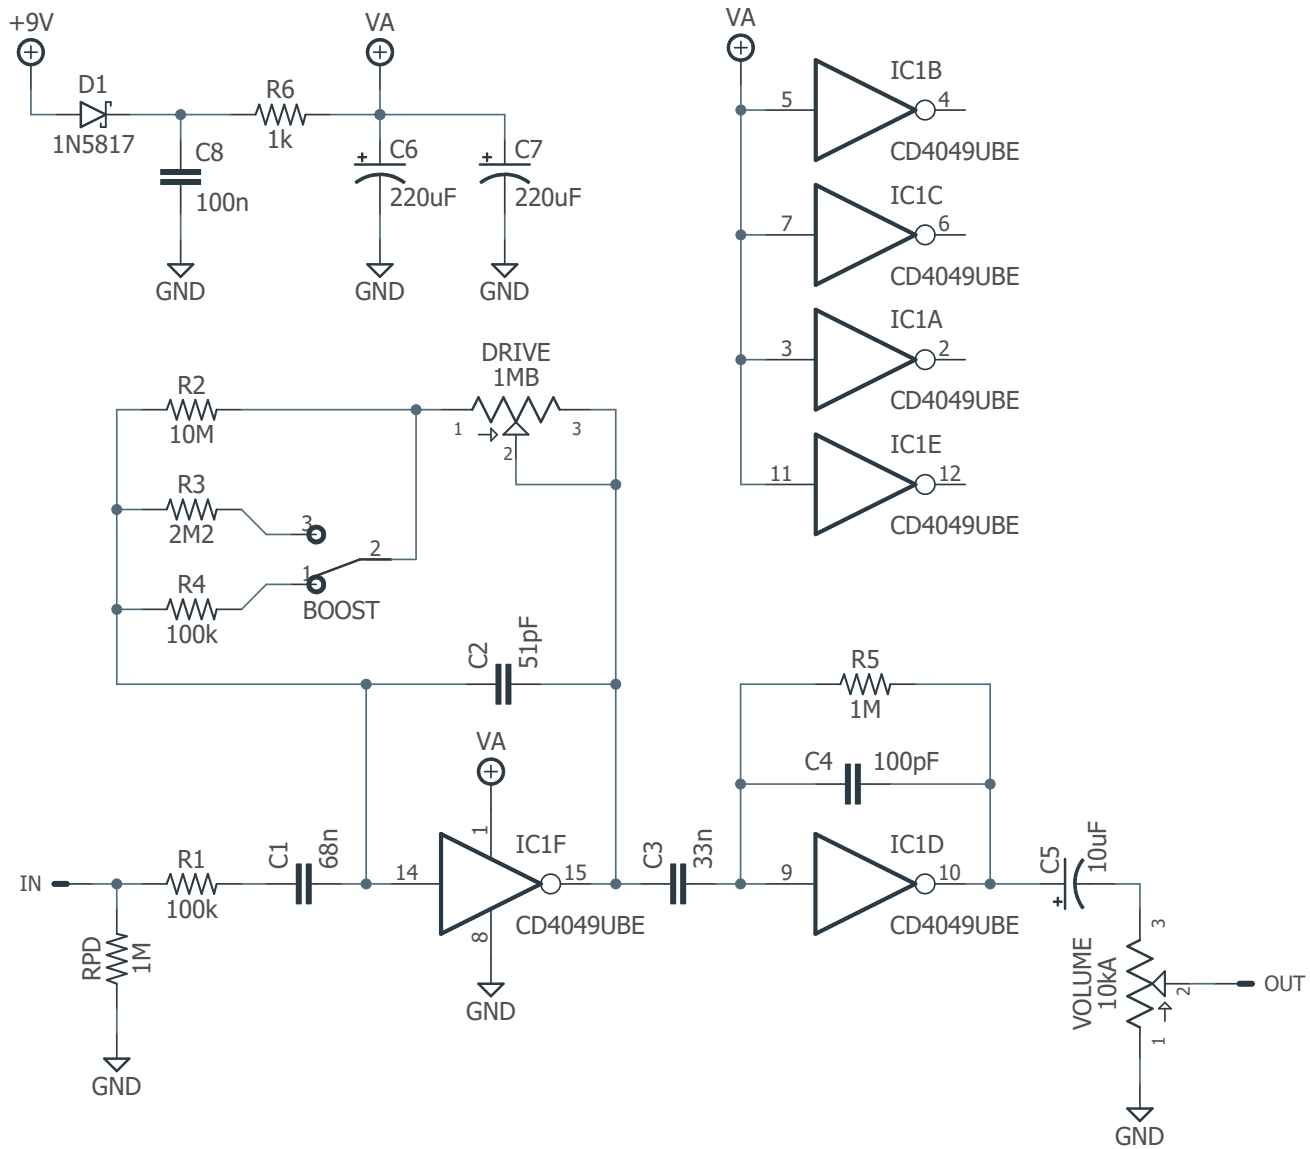 +9V
VA
D1
1N5817
R6
1k
C8
100n
C6
220uF
C7
220uF
GND
GND
GND
VA
5
IC1B
4
CD4049UBE
7
IC1C
6
CD4049UBE
3
IC1A
2
CD4049UBE
11
IC1E
12
CD4049UBE
DRIVE
1MB
1
2
3
R2
10M
R3
2M2
3
2
1
BOOST
R4
100k
C2
51pF
VA
1
IN
R1
100k
C1
68n
14
IC1F
15
CD4049UBE
8
GND
RPD
1M
GND
C3
33n
R5
1M
C4
100pF
9
IC1D
10
CD4049UBE
C5
10uF
3
VOLUME
10kA
2
1
OUT
GND